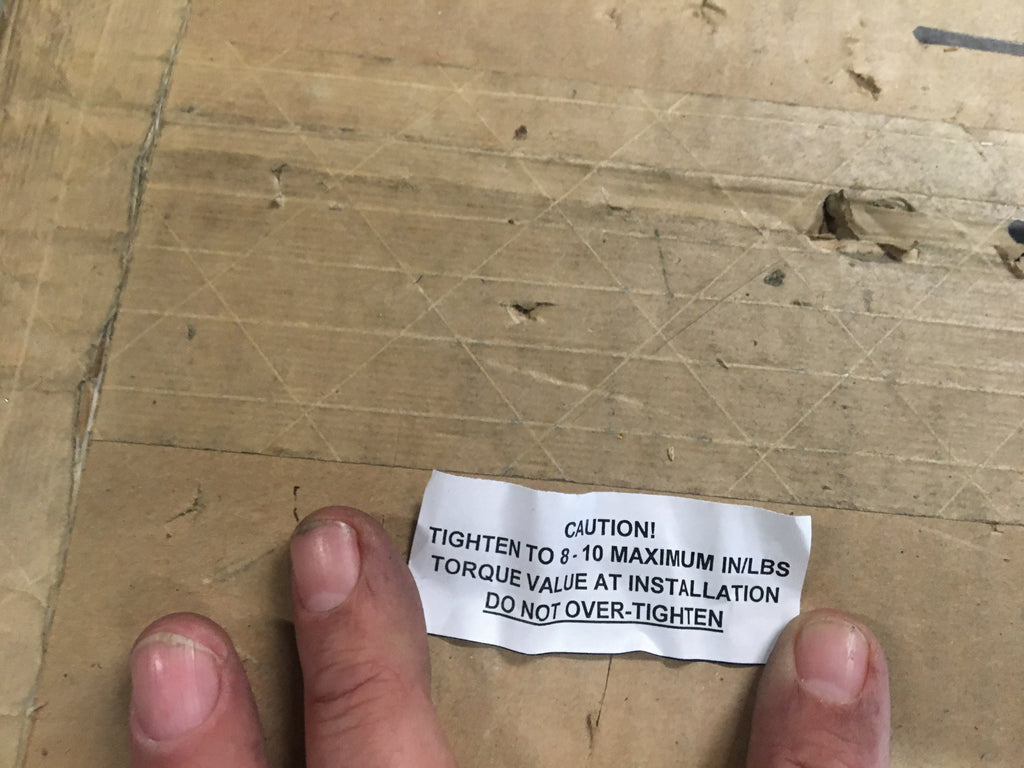 CAUTION!
TIGHTEN TO 8 - 10 MAXIMUM IN/LBS
TORQUE VALUE AT INSTALLATION
DO NOT OVER-TIGHTEN